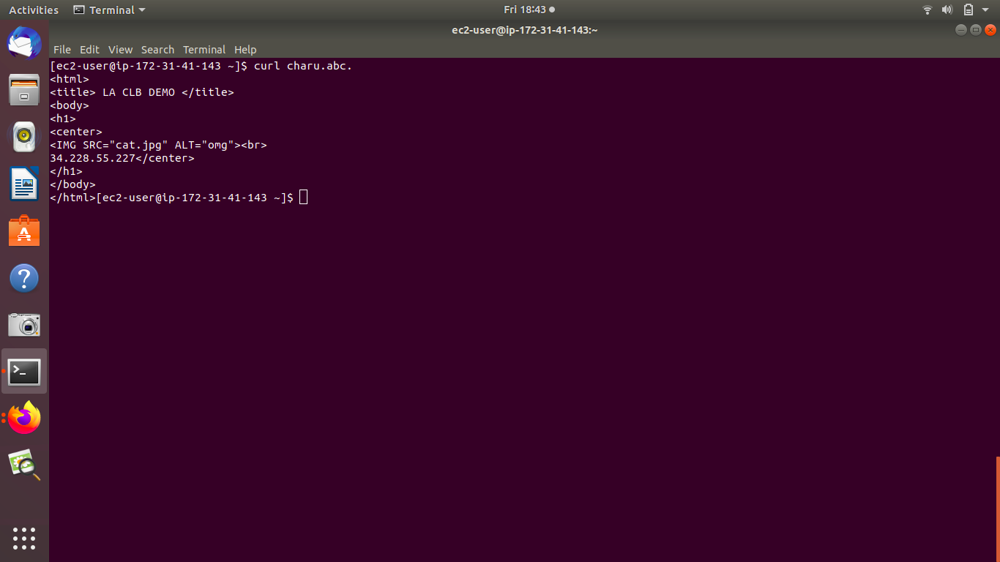 Activities Terminal Fri 18:43
ec2-user@ip-172-31-41-143:~
File Edit View Search Terminal Help
[ec2-user@ip-172-31-41-143 ~]$ curl charu.abc.
<html>
<title> LA CLB DEMO </title>
<body>
<h1>
<center>
<IMG SRC="cat.jpg" ALT="omg"><br>
34.228.55.227</center>
</h1>
</body>
</html>[ec2-user@ip-172-31-41-143 ~]$